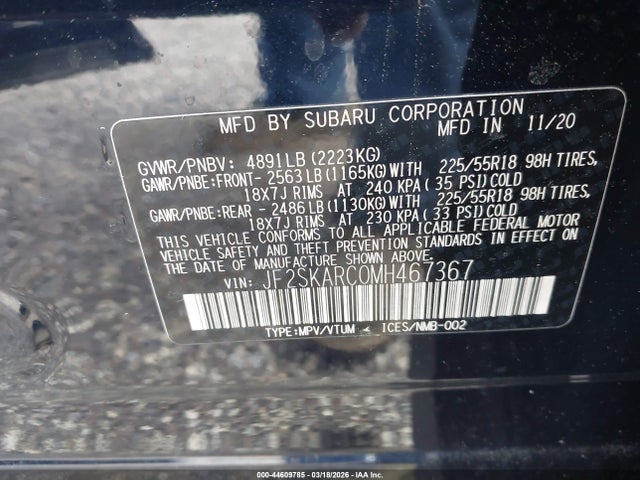 MFD BY SUBARU CORPORATION
MFD IN 11/20
GVWR/PNBV: 4891LB(2223KG)
GAWR/PNBE:FRONT- 2563LB(1165KG)WITH 225/55R18 98H TIRES,
18X7J RIMS AT 240 KPA(35 PSI)COLD
GAWR/PNBE:REAR - 2486LB(1130KG)WITH 225/55R18 98H TIRES,
18X7J RIMS AT 230 KPA(33 PSI)COLD
THIS VEHICLE CONFORMS TO ALL APPLICABLE FEDERAL MOTOR
VEHICLE SAFETY AND THEFT PREVENTION STANDARDS IN EFFECT
ON THE DATE OF MANUFACTURE SHOWN ABOVE.
VIN: JF2SKARC0MH467367
TYPE:MPV/VTUM ICES/NMB-002
000-44609785 - 03/18/2026 - IAA Inc.